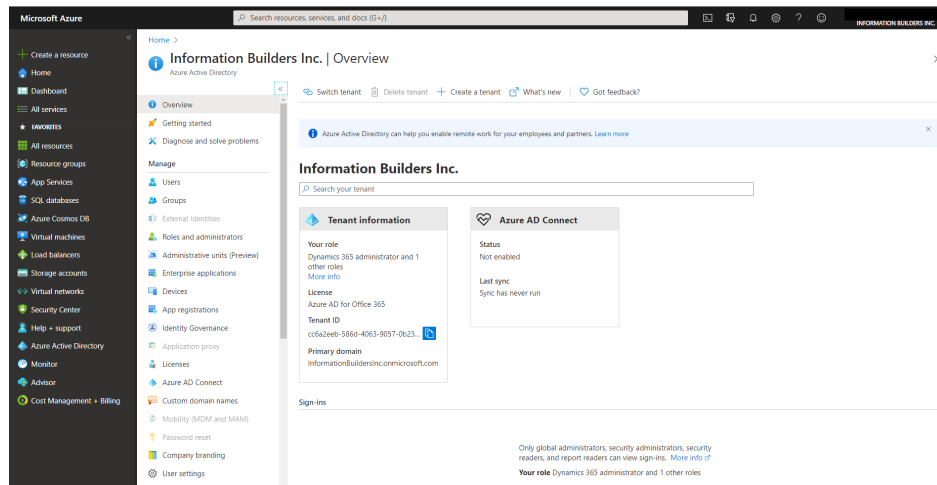 Microsoft Azure
Search resources, services, and docs (G+/)
INFORMATION BUILDERS INC.
«
Create a resource
Home
Dashboard
All services
FAVORITES
All resources
Resource groups
App Services
SQL databases
Azure Cosmos DB
Virtual machines
Load balancers
Storage accounts
Virtual networks
Security Center
Help + support
Azure Active Directory
Monitor
Advisor
Cost Management + Billing
Home >
Information Builders Inc. | Overview
Azure Active Directory
«
Overview
Getting started
Diagnose and solve problems
Manage
Users
Groups
External identities
Roles and administrators
Administrative units (Preview)
Enterprise applications
Devices
App registrations
Identity Governance
Application proxy
Licenses
Azure AD Connect
Custom domain names
Mobility (MDM and MAM)
Password reset
Company branding
User settings
Switch tenant Delete tenant Create a tenant What's new Got feedback?
Azure Active Directory can help you enable remote work for your employees and partners. Learn more
Information Builders Inc.
Search your tenant
Tenant information
Your role
Dynamics 365 administrator and 1
other roles
More info
License
Azure AD for Office 365
Tenant ID
cc6a2eeb-586d-4063-9057-0b23...
Primary domain
InformationBuildersInc.onmicrosoft.com
Azure AD Connect
Status
Not enabled
Last sync
Sync has never run
Sign-ins
Only global administrators, security administrators, security
readers, and report readers can view sign-ins. More info
Your role Dynamics 365 administrator and 1 other roles